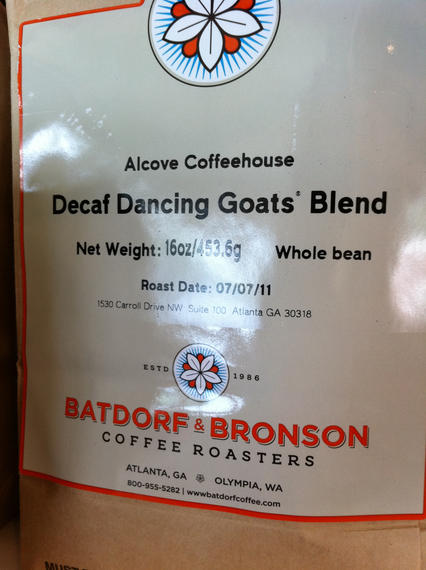 Alcove Coffeehouse
Decaf Dancing Goats® Blend
Net Weight: 16oz/453.6g Whole bean
Roast Date: 07/07/11
1530 Carroll Drive NW Suite 100 Atlanta GA 30318
ESTD 1986
BATDORF & BRONSON
COFFEE ROASTERS
ATLANTA, GA OLYMPIA, WA
800-955-5282 | www.batdorfcoffee.com